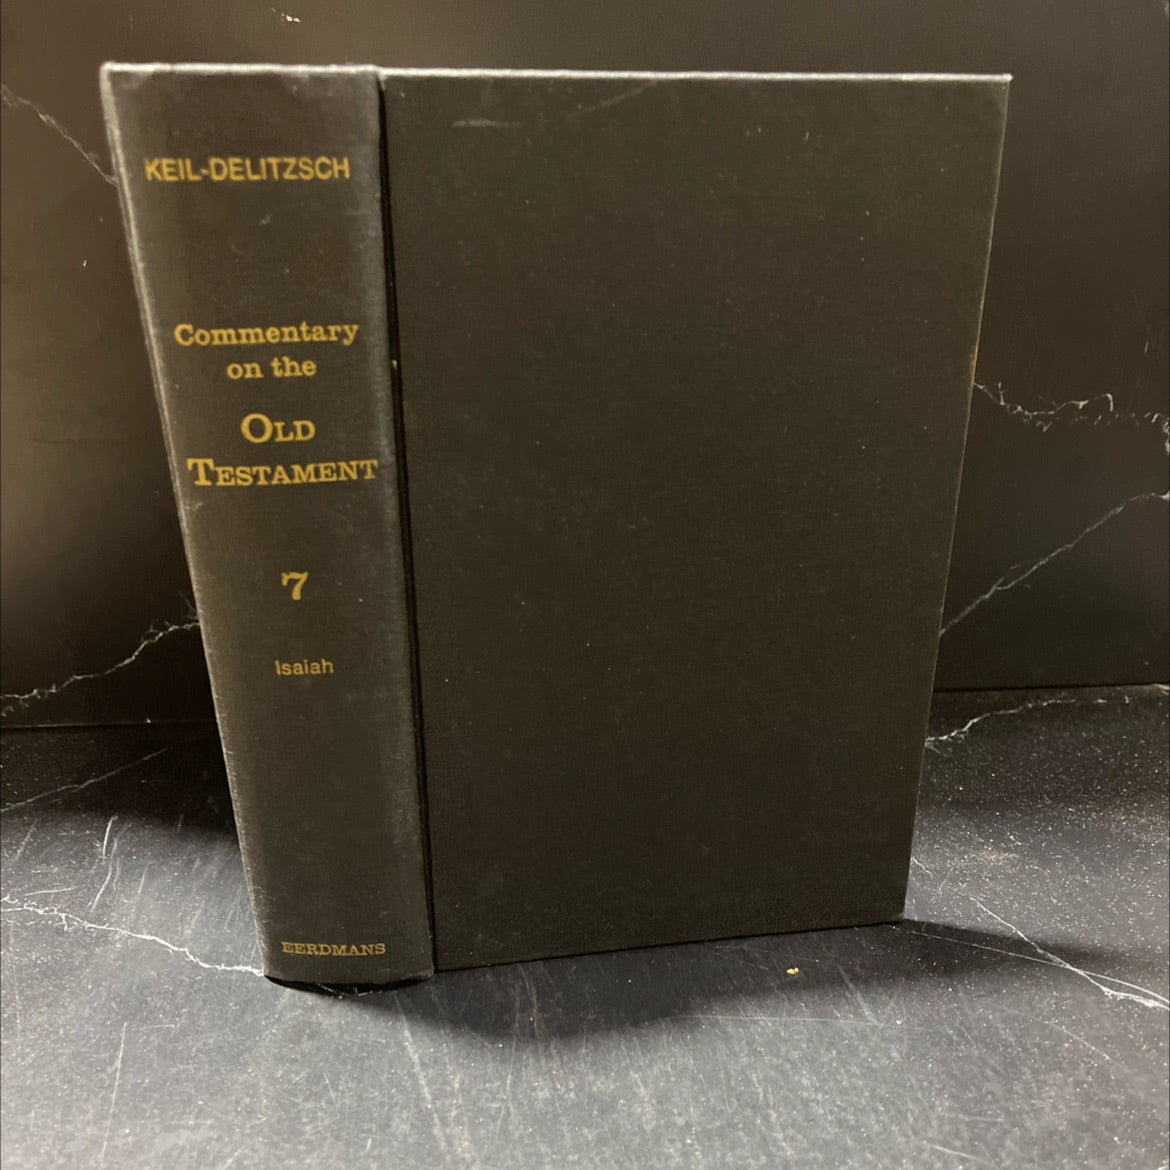 KEIL-DELITZSCH
Commentary
on the
OLD
TESTAMENT
7
Isaiah
EERDMANS